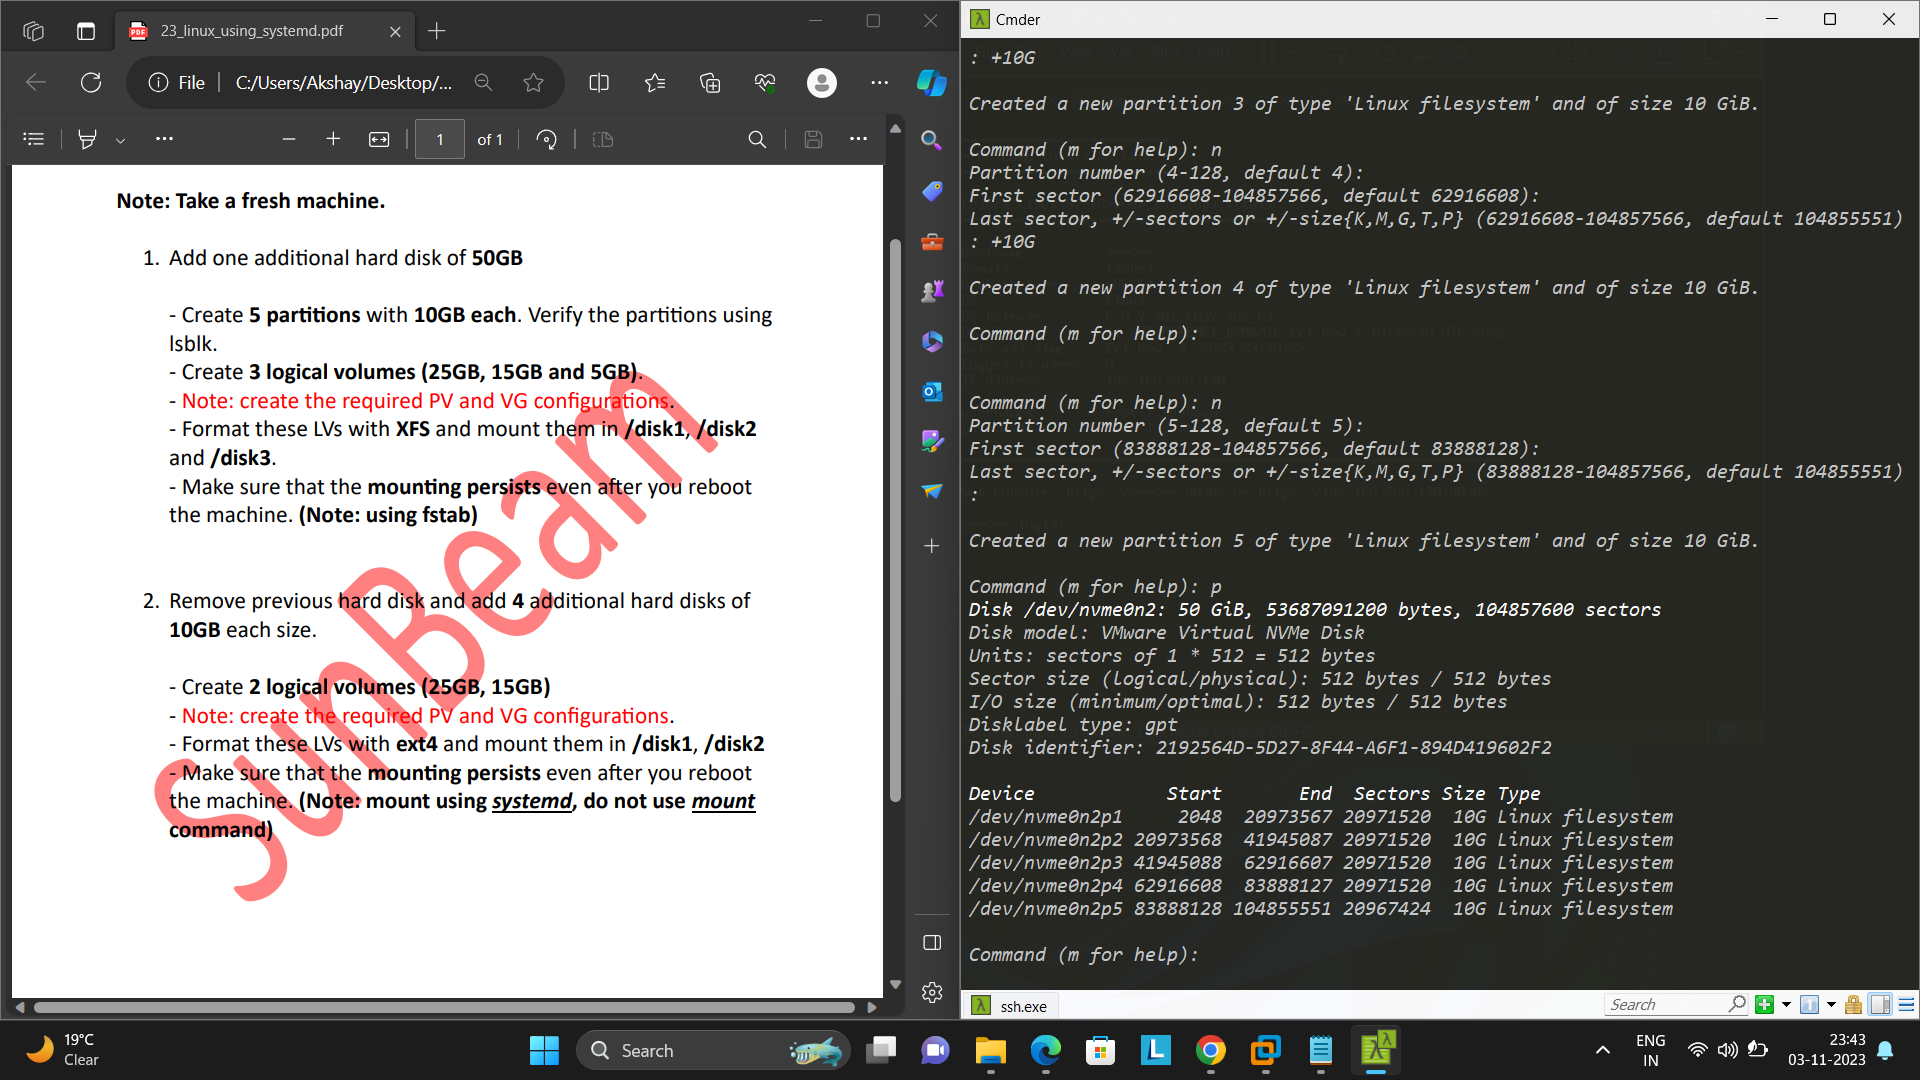 23_linux_using_systemd.pdf
File
C:/Users/Akshay/Desktop/...
1
of 1
Note: Take a fresh machine.
1. Add one additional hard disk of 50GB
- Create 5 partitions with 10GB each. Verify the partitions using
lsblk.
- Create 3 logical volumes (25GB, 15GB and 5GB).
- Note: create the required PV and VG configurations.
- Format these LVs with XFS and mount them in /disk1, /disk2
and /disk3.
- Make sure that the mounting persists even after you reboot
the machine. (Note: using fstab)
2. Remove previous hard disk and add 4 additional hard disks of
10GB each size.
- Create 2 logical volumes (25GB, 15GB)
- Note: create the required PV and VG configurations.
- Format these LVs with ext4 and mount them in /disk1, /disk2
- Make sure that the mounting persists even after you reboot
the machine. (Note: mount using systemd, do not use mount
command)
SunBeam
Cmder
: +10G
Created a new partition 3 of type 'Linux filesystem' and of size 10 GiB.
Command (m for help): n
Partition number (4-128, default 4):
First sector (62916608-104857566, default 62916608):
Last sector, +/-sectors or +/-size{K,M,G,T,P} (62916608-104857566, default 104855551)
: +10G
Created a new partition 4 of type 'Linux filesystem' and of size 10 GiB.
Command (m for help):
Command (m for help): n
Partition number (5-128, default 5):
First sector (83888128-104857566, default 83888128):
Last sector, +/-sectors or +/-size{K,M,G,T,P} (83888128-104857566, default 104855551)
:
Created a new partition 5 of type 'Linux filesystem' and of size 10 GiB.
Command (m for help): p
Disk /dev/nvme0n2: 50 GiB, 53687091200 bytes, 104857600 sectors
Disk model: VMware Virtual NVMe Disk
Units: sectors of 1 * 512 = 512 bytes
Sector size (logical/physical): 512 bytes / 512 bytes
I/O size (minimum/optimal): 512 bytes / 512 bytes
Disklabel type: gpt
Disk identifier: 2192564D-5D27-8F44-A6F1-894D419602F2
Device Start End Sectors Size Type
/dev/nvme0n2p1 2048 20973567 20971520 10G Linux filesystem
/dev/nvme0n2p2 20973568 41945087 20971520 10G Linux filesystem
/dev/nvme0n2p3 41945088 62916607 20971520 10G Linux filesystem
/dev/nvme0n2p4 62916608 83888127 20971520 10G Linux filesystem
/dev/nvme0n2p5 83888128 104855551 20967424 10G Linux filesystem
Command (m for help):
ssh.exe
Search
19°C
Clear
Search
ENG
IN
23:43
03-11-2023